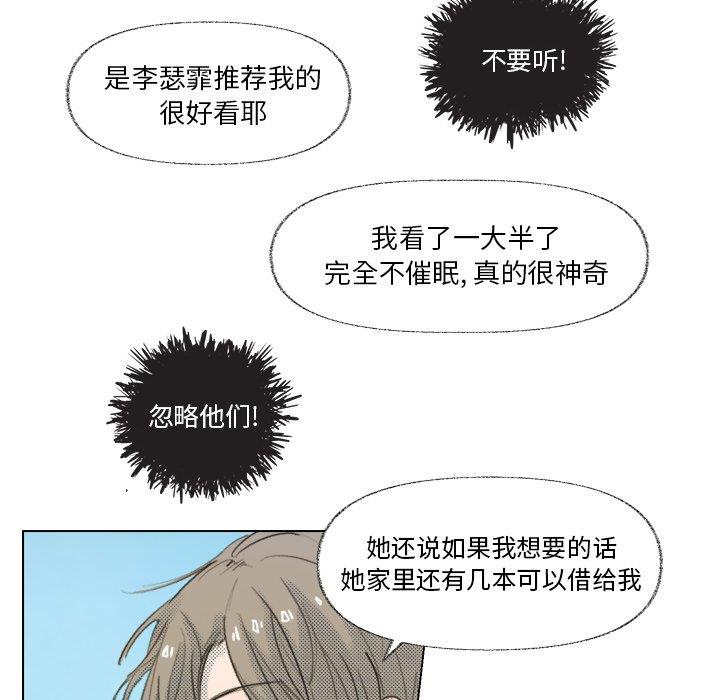 是李瑟霏推荐我的
很好看耶
不要听!
我看了一大半了
完全不催眠,真的很神奇
忽略他们!
她还说如果我想要的话
她家里还有几本可以借给我